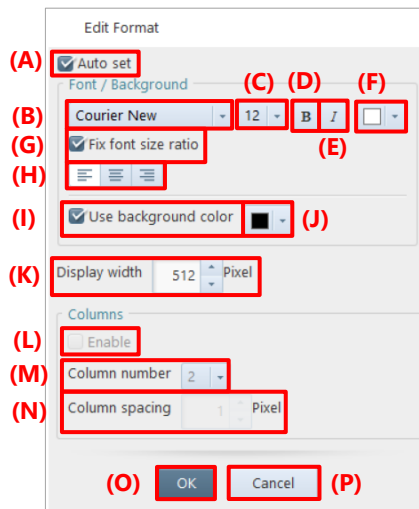 Edit Format
(A) Auto set
Font / Background
(C) (D) (F)
(B) Courier New 12 B I
(G) Fix font size ratio (E)
(H)
(I) Use background color (J)
(K) Display width 512 Pixel
Columns
(L) Enable
(M) Column number 2
(N) Column spacing 1 Pixel
(O) OK Cancel (P)